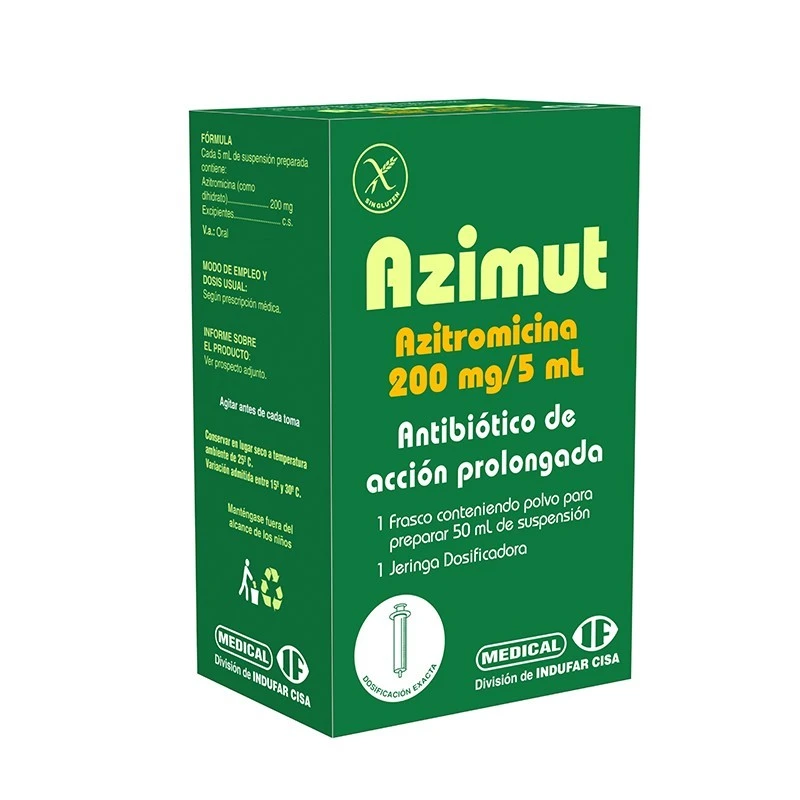 FÓRMULA
Cada 5 mL de suspensión preparada
contiene:
Azitromicina (como
dihidrato)................ 200 mg
Excipientes................ c.s.
V.a.: Oral
MODO DE EMPLEO Y
DOSIS USUAL:
Según prescripción médica.
INFORME SOBRE
EL PRODUCTO:
Ver prospecto adjunto.
Agitar antes de cada toma
Conservar en lugar seco a temperatura
ambiente de 25º C.
Variación admitida entre 15º y 30º C.
Manténgase fuera del
alcance de los niños
MEDICAL IF
División de INDUFAR CISA
SIN GLUTEN
Azimut
Azitromicina
200 mg/5 mL
Antibiótico de
acción prolongada
1 Frasco conteniendo polvo para
preparar 50 mL de suspensión
1 Jeringa Dosificadora
DOSIFICACIÓN EXACTA
MEDICAL IF
División de INDUFAR CISA